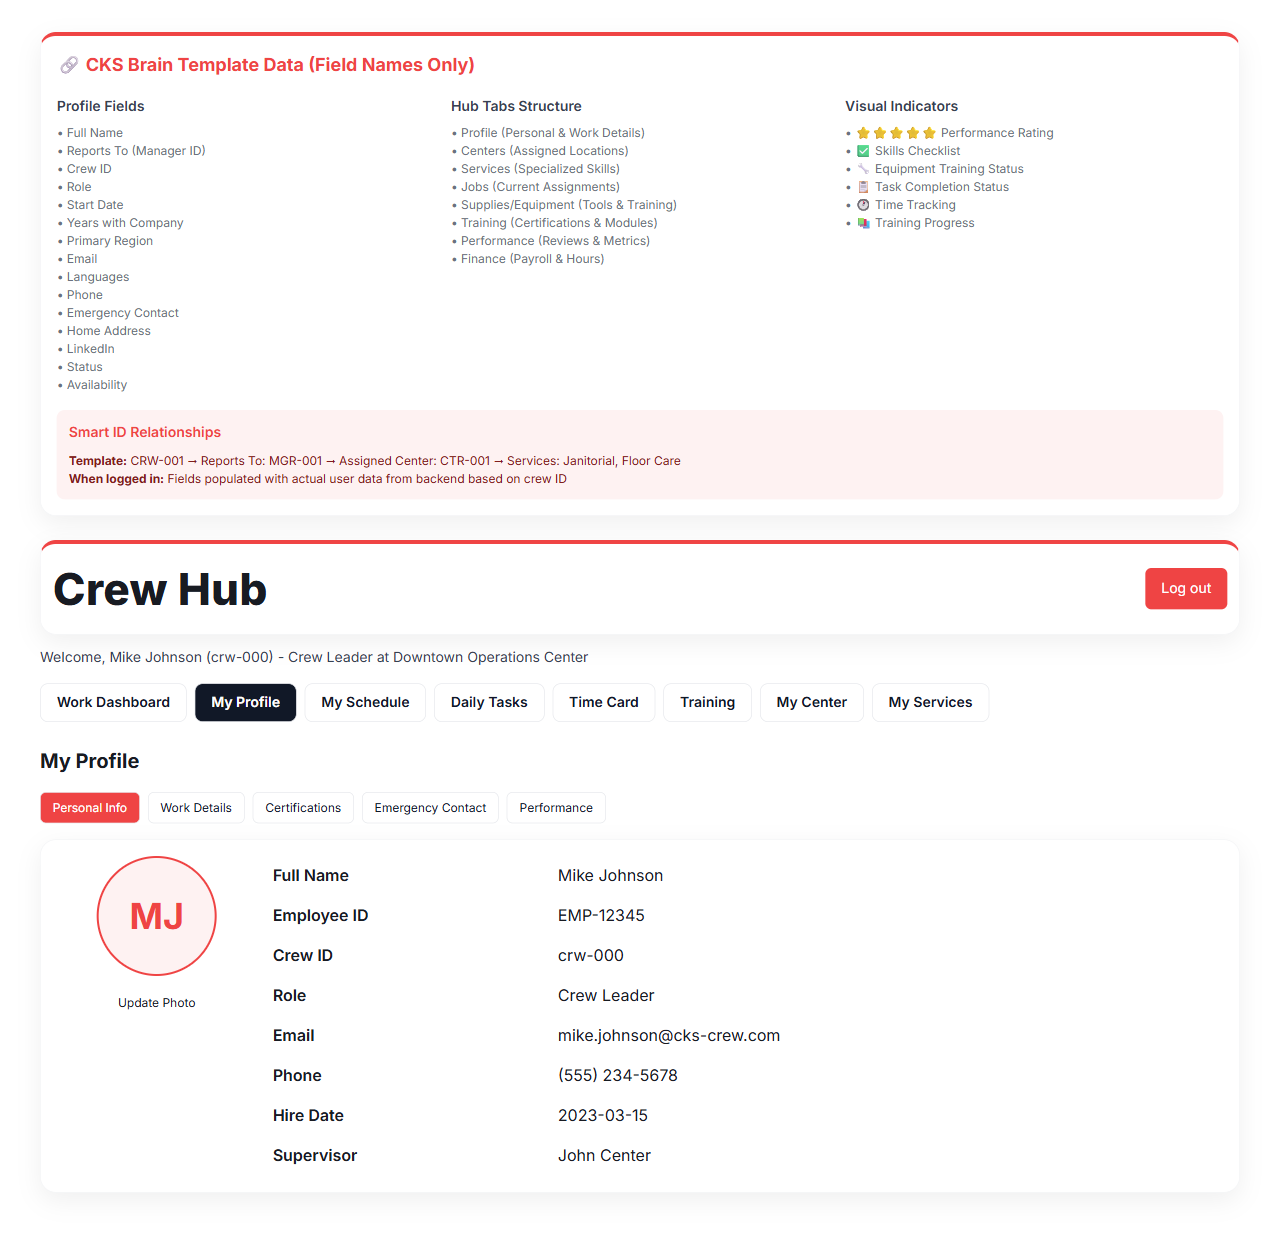 🔗 CKS Brain Template Data (Field Names Only)
Profile Fields
• Full Name
• Reports To (Manager ID)
• Crew ID
• Role
• Start Date
• Years with Company
• Primary Region
• Email
• Languages
• Phone
• Emergency Contact
• Home Address
• LinkedIn
• Status
• Availability
Hub Tabs Structure
• Profile (Personal & Work Details)
• Centers (Assigned Locations)
• Services (Specialized Skills)
• Jobs (Current Assignments)
• Supplies/Equipment (Tools & Training)
• Training (Certifications & Modules)
• Performance (Reviews & Metrics)
• Finance (Payroll & Hours)
Visual Indicators
• ⭐⭐⭐⭐⭐ Performance Rating
• ✅ Skills Checklist
• 🔧 Equipment Training Status
• 📋 Task Completion Status
• 🕐 Time Tracking
• 📚 Training Progress
Smart ID Relationships
Template: CRW-001 → Reports To: MGR-001 → Assigned Center: CTR-001 → Services: Janitorial, Floor Care
When logged in: Fields populated with actual user data from backend based on crew ID
Crew Hub
Log out
Welcome, Mike Johnson (crw-000) - Crew Leader at Downtown Operations Center
Work Dashboard
My Profile
My Schedule
Daily Tasks
Time Card
Training
My Center
My Services
My Profile
Personal Info
Work Details
Certifications
Emergency Contact
Performance
MJ
Update Photo
Full Name Mike Johnson
Employee ID EMP-12345
Crew ID crw-000
Role Crew Leader
Email mike.johnson@cks-crew.com
Phone (555) 234-5678
Hire Date 2023-03-15
Supervisor John Center